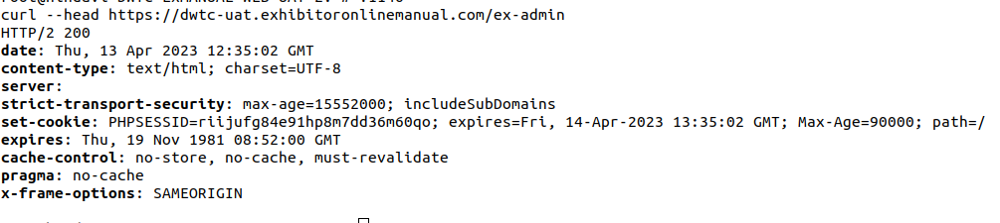 curl --head https://dwtc-uat.exhibitoronlinemanual.com/ex-admin
HTTP/2 200
date: Thu, 13 Apr 2023 12:35:02 GMT
content-type: text/html; charset=UTF-8
server:
strict-transport-security: max-age=15552000; includeSubDomains
set-cookie: PHPSESSID=riijufg84e91hp8m7dd36m60qo; expires=Fri, 14-Apr-2023 13:35:02 GMT; Max-Age=90000; path=/
expires: Thu, 19 Nov 1981 08:52:00 GMT
cache-control: no-store, no-cache, must-revalidate
pragma: no-cache
x-frame-options: SAMEORIGIN